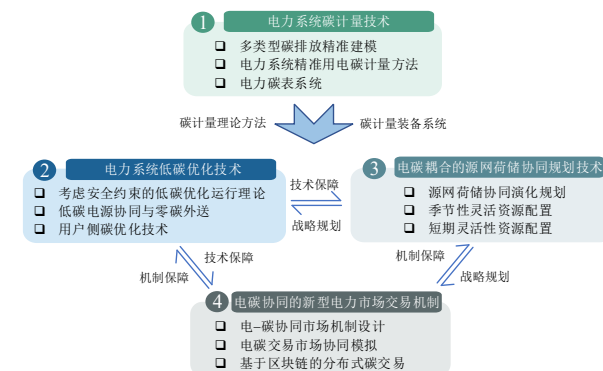 1 电力系统碳计量技术
❑ 多类型碳排放精准建模
❑ 电力系统精准用电碳计量方法
❑ 电力碳表系统
碳计量理论方法
碳计量装备系统
2 电力系统低碳优化技术
❑ 考虑安全约束的低碳优化运行理论
❑ 低碳电源协同与零碳外送
❑ 用户侧碳优化技术
技术保障
战略规划
3 电碳耦合的源网荷储协同规划技术
❑ 源网荷储协同演化规划
❑ 季节性灵活资源配置
❑ 短期灵活性资源配置
技术保障
机制保障
机制保障
战略规划
4 电碳协同的新型电力市场交易机制
❑ 电–碳协同市场机制设计
❑ 电碳交易市场协同模拟
❑ 基于区块链的分布式碳交易